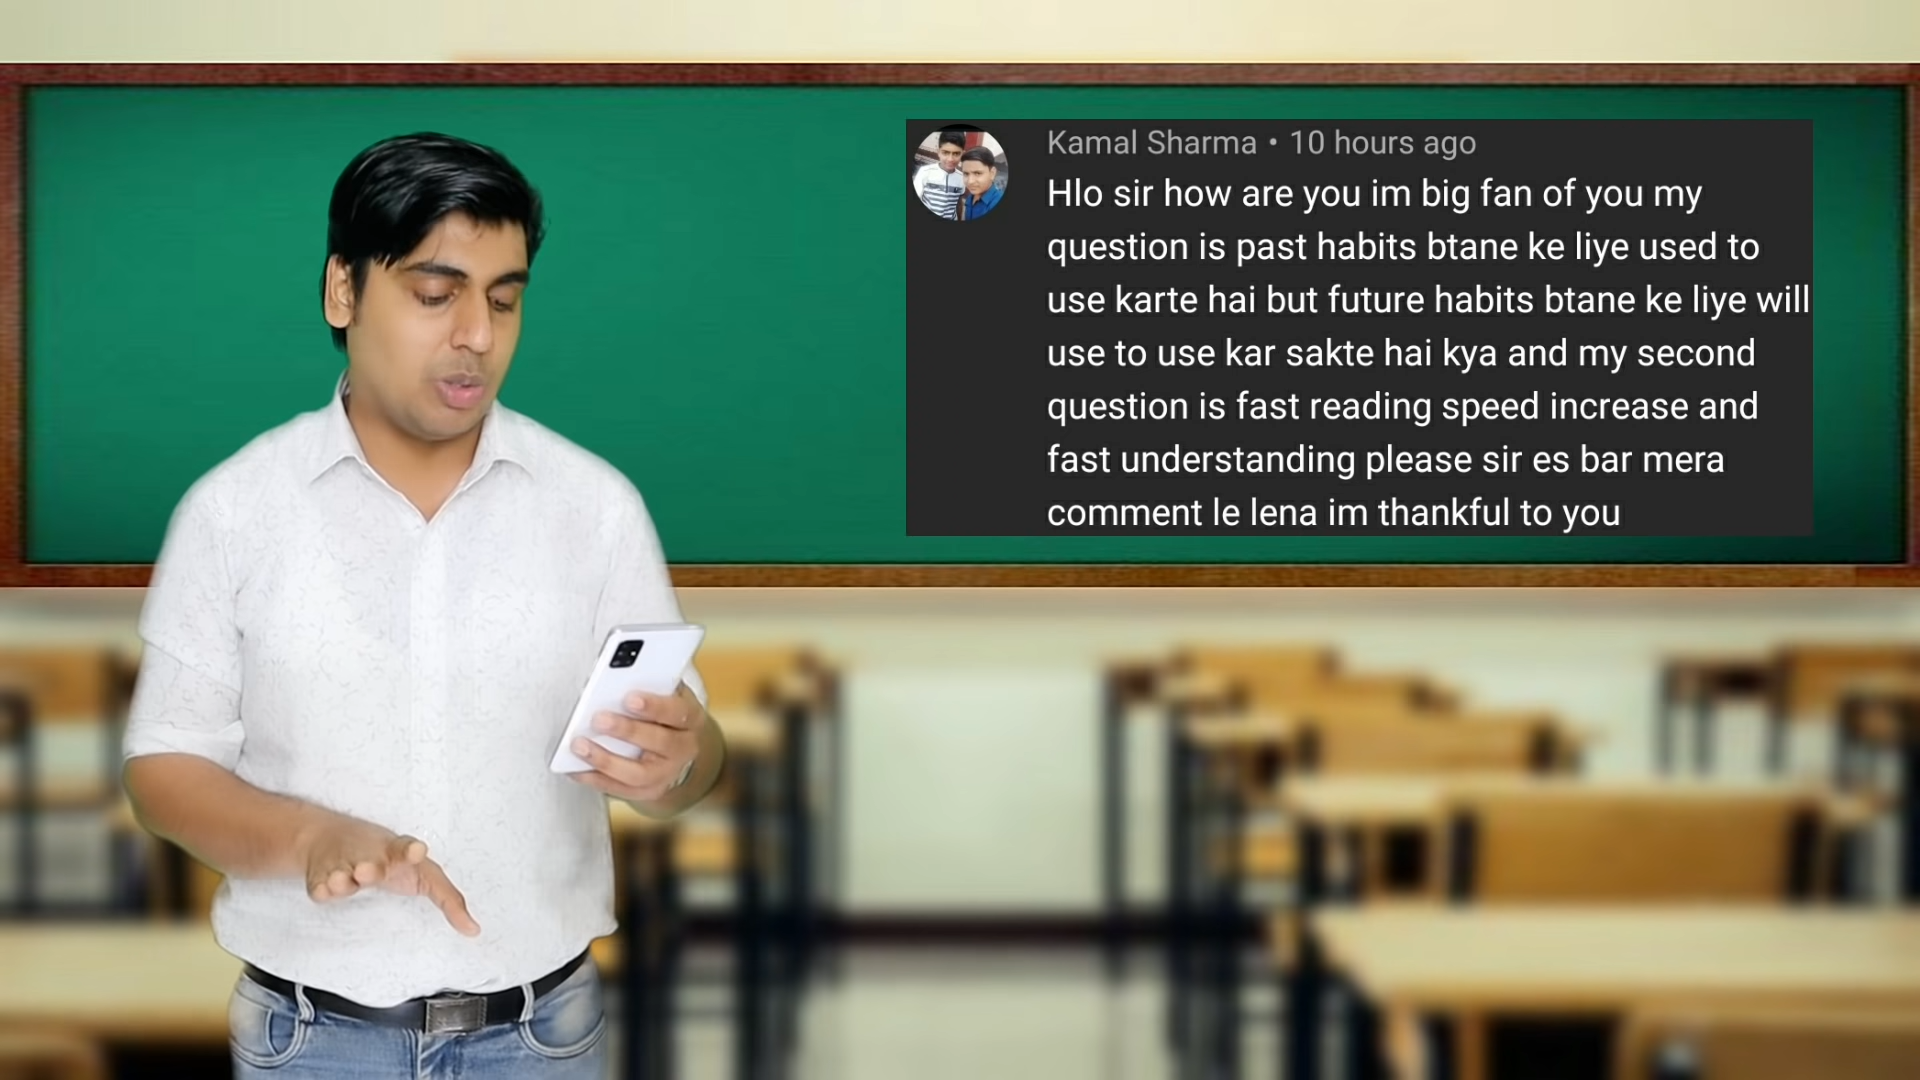 Kamal Sharma • 10 hours ago
Hlo sir how are you im big fan of you my
question is past habits btane ke liye used to
use karte hai but future habits btane ke liye will
use to use kar sakte hai kya and my second
question is fast reading speed increase and
fast understanding please sir es bar mera
comment le lena im thankful to you